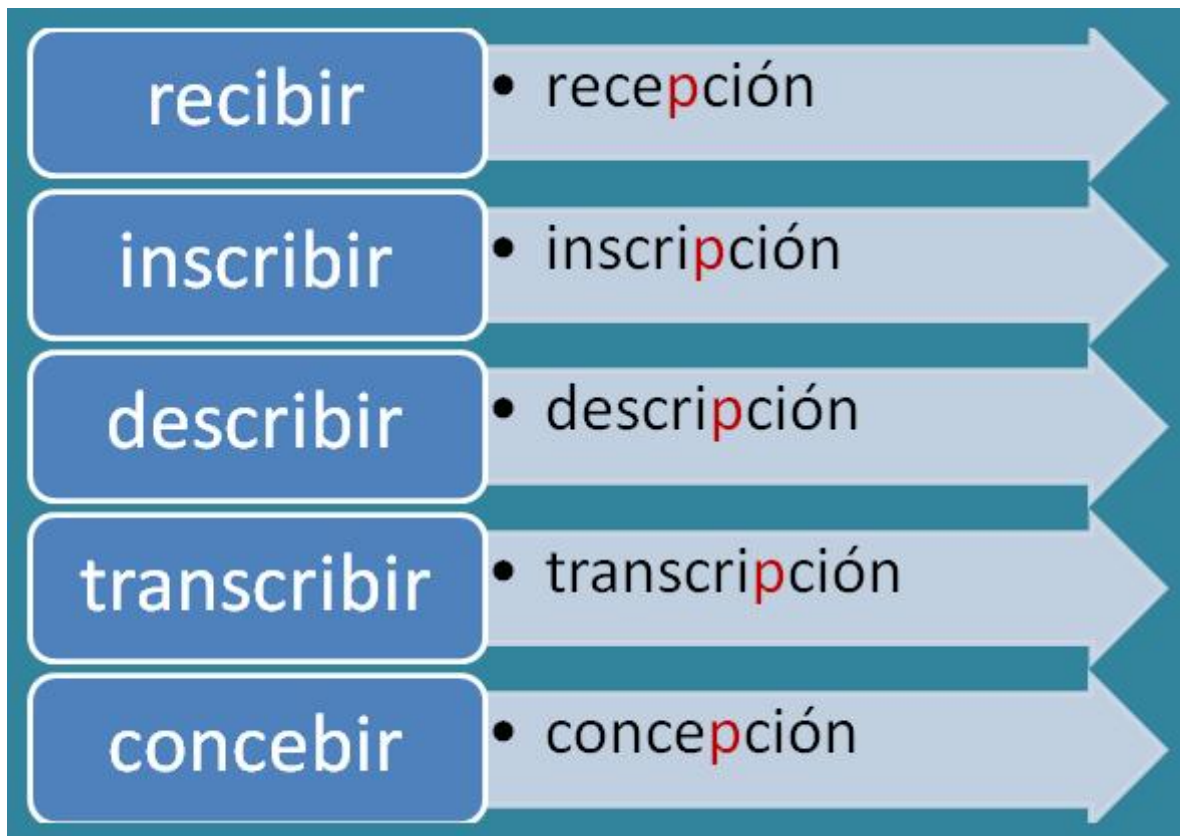 recibir
• recepción
inscribir
• inscripción
describir
• descripción
transcribir
• transcripción
concebir
• concepción